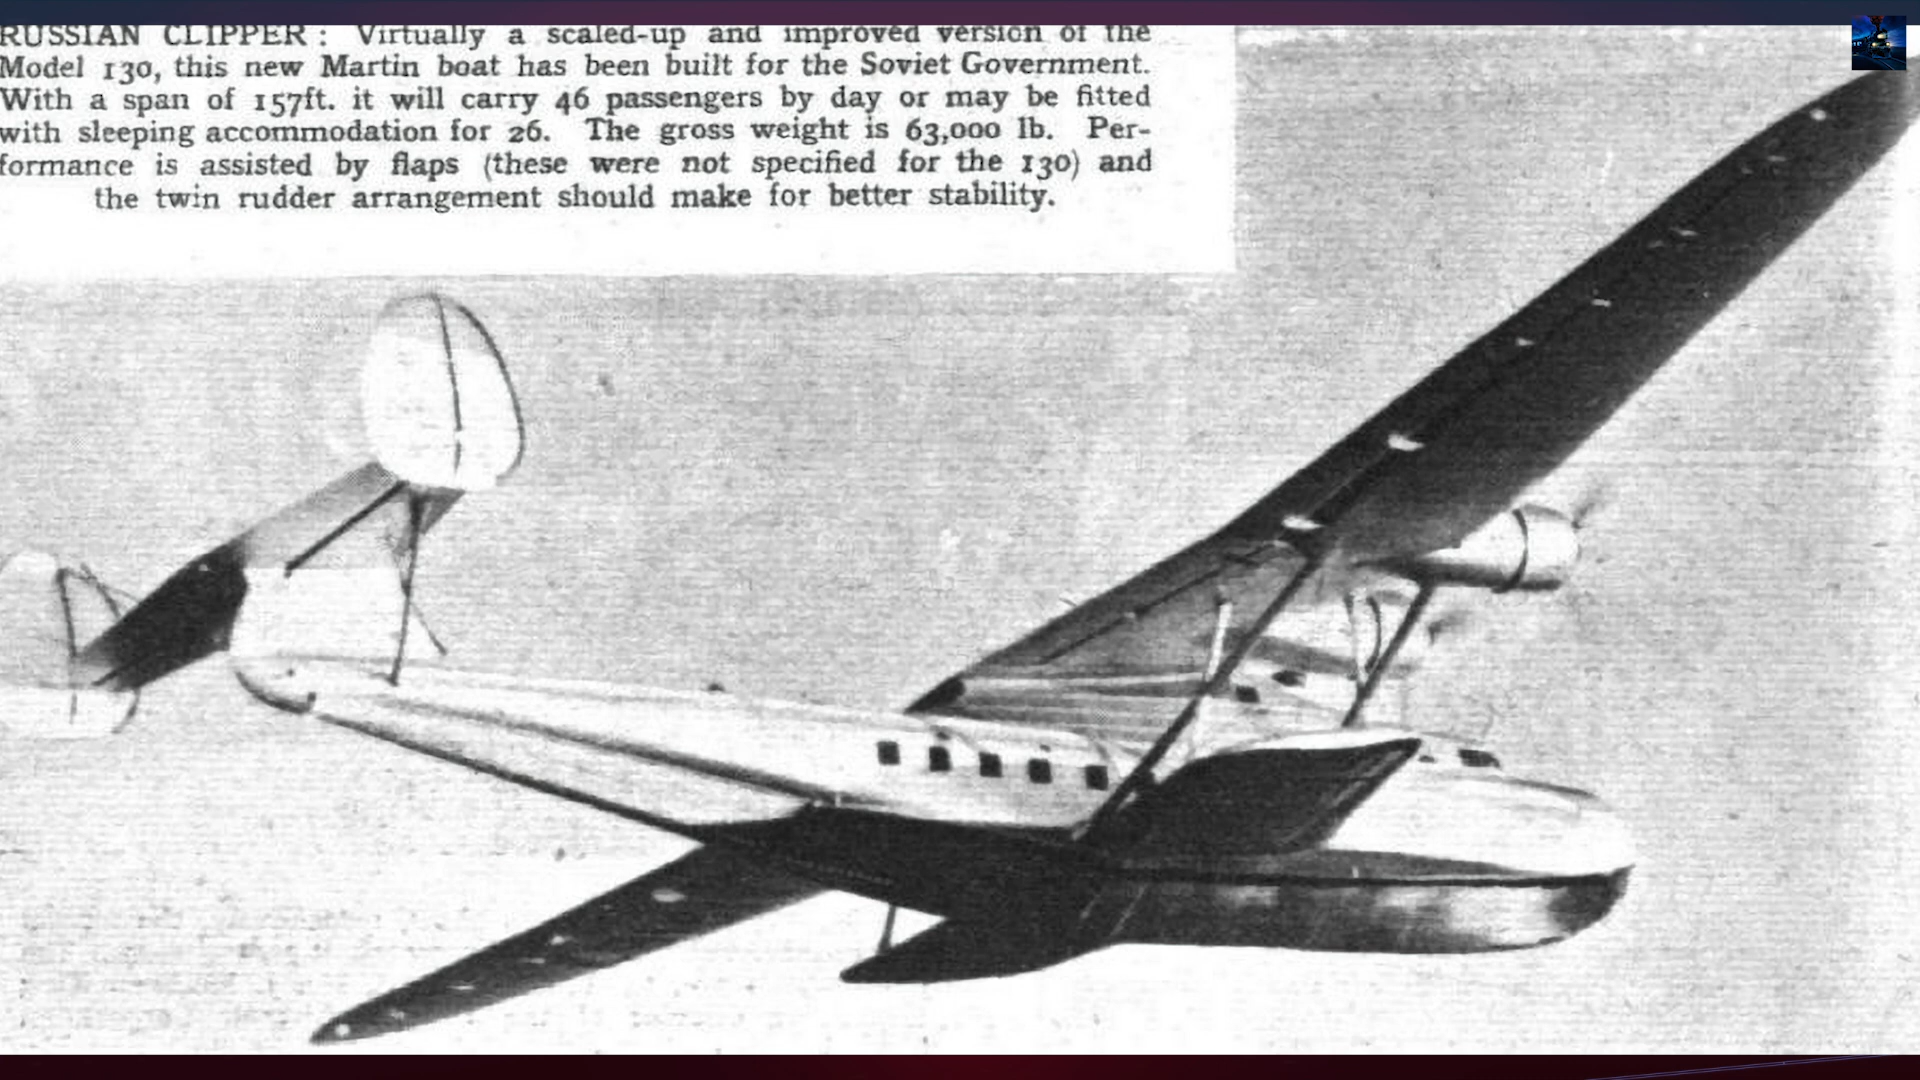 RUSSIAN CLIPPER : Virtually a scaled-up and improved version of the
Model 130, this new Martin boat has been built for the Soviet Government.
With a span of 157ft. it will carry 46 passengers by day or may be fitted
with sleeping accommodation for 26. The gross weight is 63,000 lb. Per-
formance is assisted by flaps (these were not specified for the 130) and
the twin rudder arrangement should make for better stability.